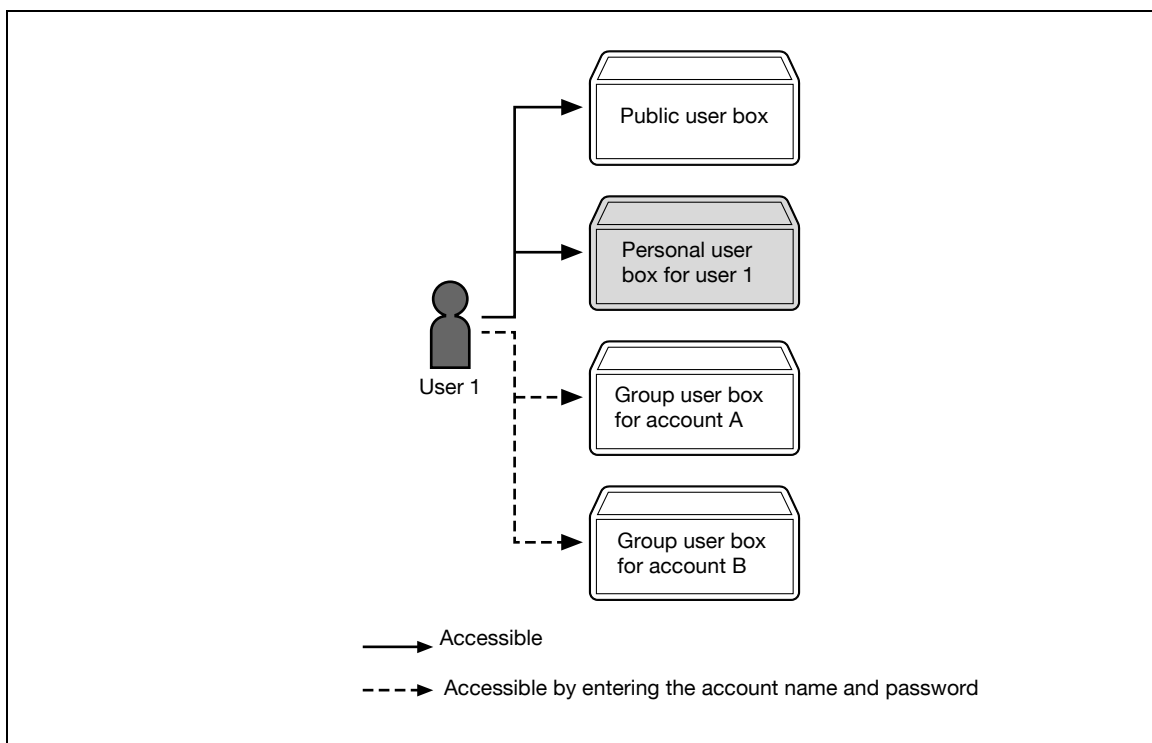 Public user box
Personal user
box for user 1
User 1
Group user box
for account A
Group user box
for account B
Accessible
Accessible by entering the account name and password